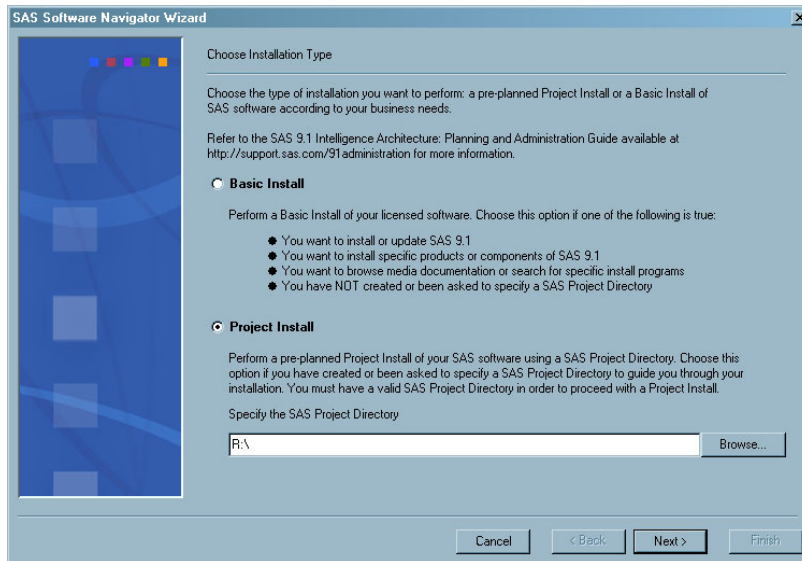 SAS Software Navigator Wizard
Choose Installation Type
Choose the type of installation you want to perform: a pre-planned Project Install or a Basic Install of
SAS software according to your business needs.
Refer to the SAS 9.1 Intelligence Architecture: Planning and Administration Guide available at
http://support.sas.com/91administration for more information.
Basic Install
Perform a Basic Install of your licensed software. Choose this option if one of the following is true:
You want to install or update SAS 9.1
You want to install specific products or components of SAS 9.1
You want to browse media documentation or search for specific install programs
You have NOT created or been asked to specify a SAS Project Directory
Project Install
Perform a pre-planned Project Install of your SAS software using a SAS Project Directory. Choose this
option if you have created or been asked to specify a SAS Project Directory to guide you through your
installation. You must have a valid SAS Project Directory in order to proceed with a Project Install.
Specify the SAS Project Directory
R:\
Browse...
Cancel
< Back
Next >
Finish